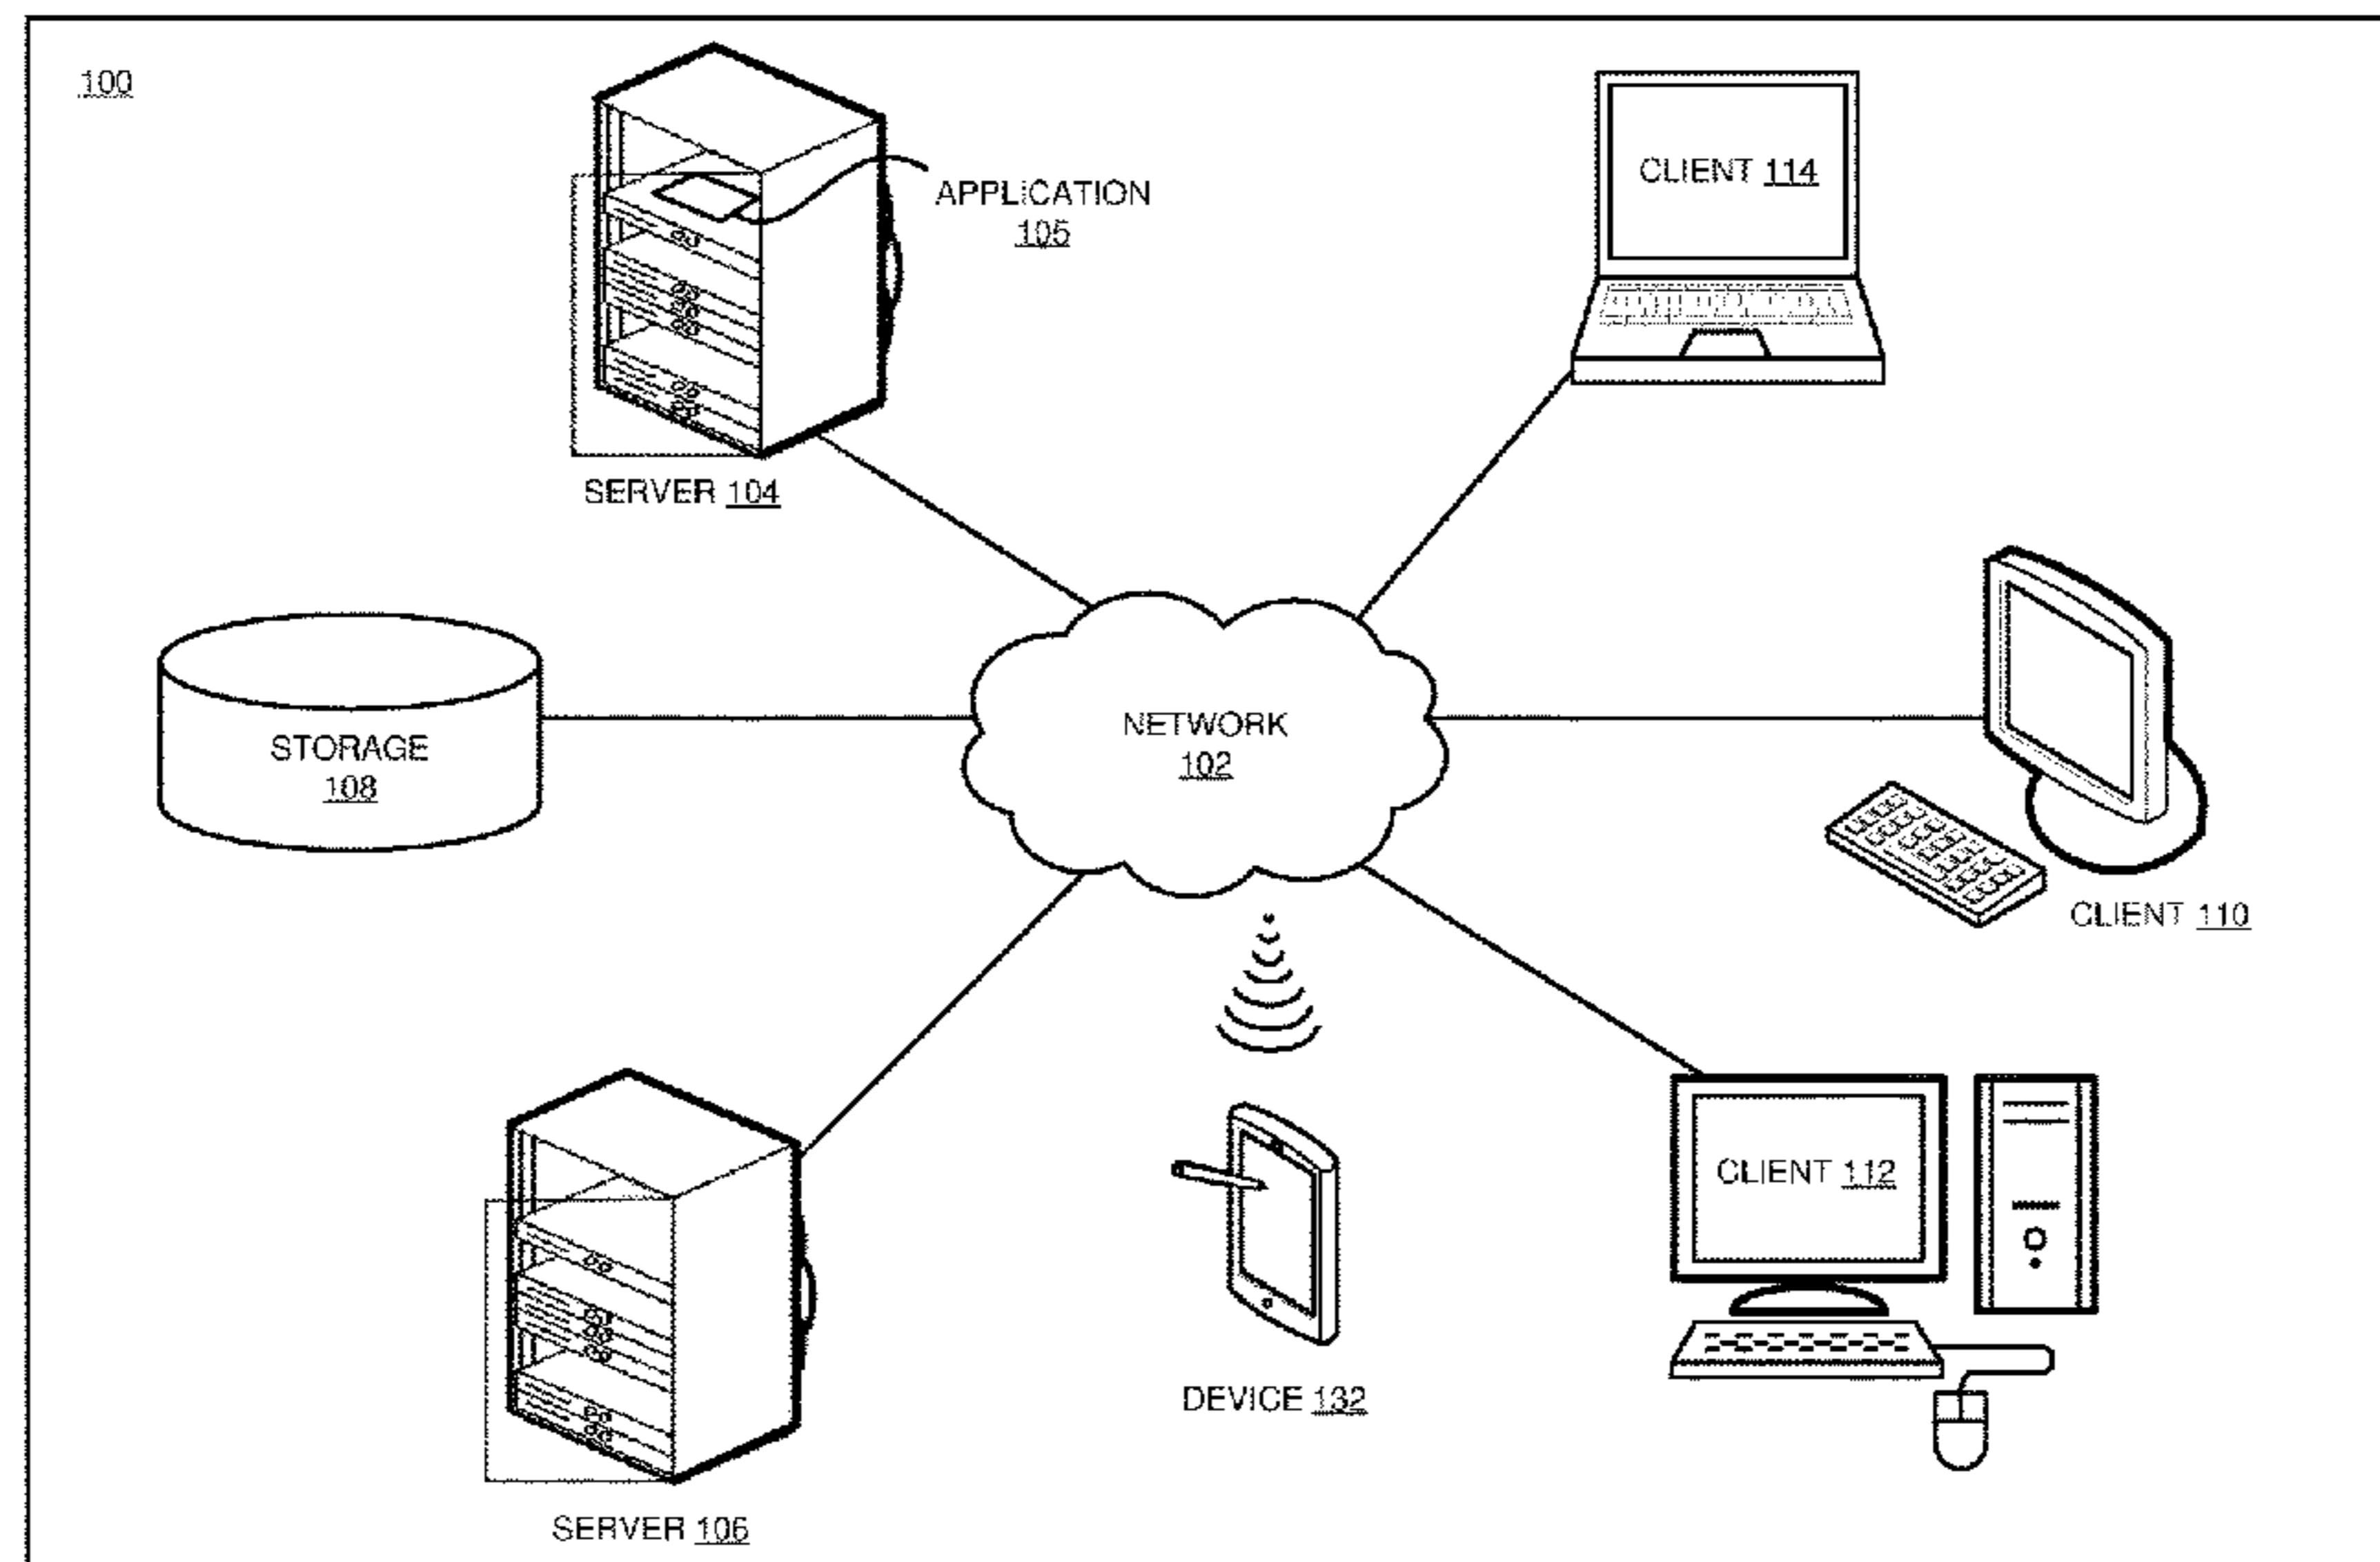 100
APPLICATION
105
CLIENT 114
SERVER 104
STORAGE
108
NETWORK
102
CLIENT 110
CLIENT 112
DEVICE 132
SERVER 106